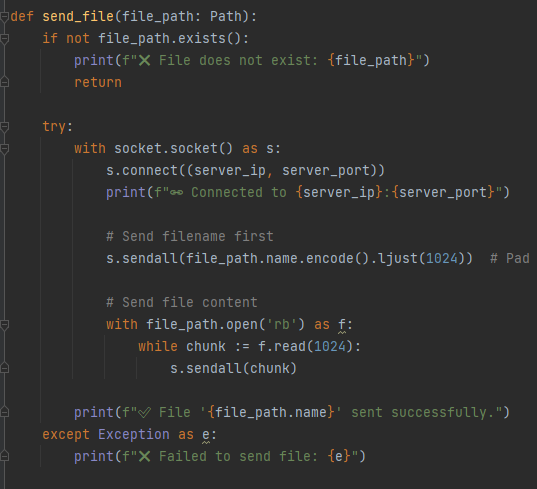 def send_file(file_path: Path):
    if not file_path.exists():
        print(f"❌ File does not exist: {file_path}")
        return

    try:
        with socket.socket() as s:
            s.connect((server_ip, server_port))
            print(f"🔗 Connected to {server_ip}:{server_port}")

            # Send filename first
            s.sendall(file_path.name.encode().ljust(1024))  # Pad

            # Send file content
            with file_path.open('rb') as f:
                while chunk := f.read(1024):
                    s.sendall(chunk)

        print(f"✅ File '{file_path.name}' sent successfully.")
    except Exception as e:
        print(f"❌ Failed to send file: {e}")